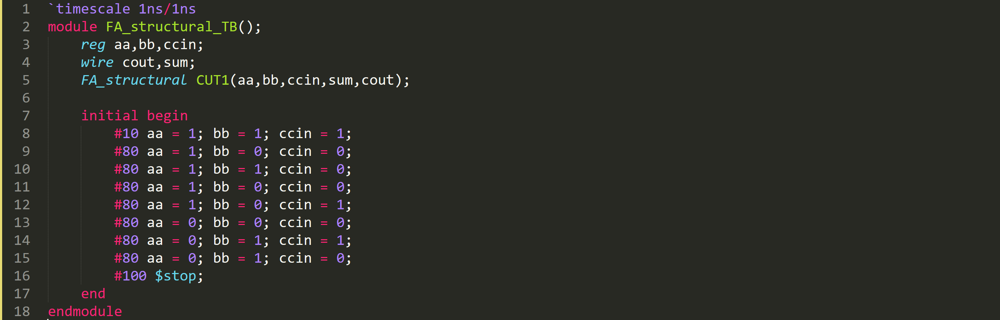 1 `timescale 1ns/1ns
2 module FA_structural_TB();
3 reg aa,bb,ccin;
4 wire cout,sum;
5 FA_structural CUT1(aa,bb,ccin,sum,cout);
6
7 initial begin
8 #10 aa = 1; bb = 1; ccin = 1;
9 #80 aa = 1; bb = 0; ccin = 0;
10 #80 aa = 1; bb = 1; ccin = 0;
11 #80 aa = 1; bb = 0; ccin = 0;
12 #80 aa = 1; bb = 0; ccin = 1;
13 #80 aa = 0; bb = 0; ccin = 0;
14 #80 aa = 0; bb = 1; ccin = 1;
15 #80 aa = 0; bb = 1; ccin = 0;
16 #100 $stop;
17 end
18 endmodule